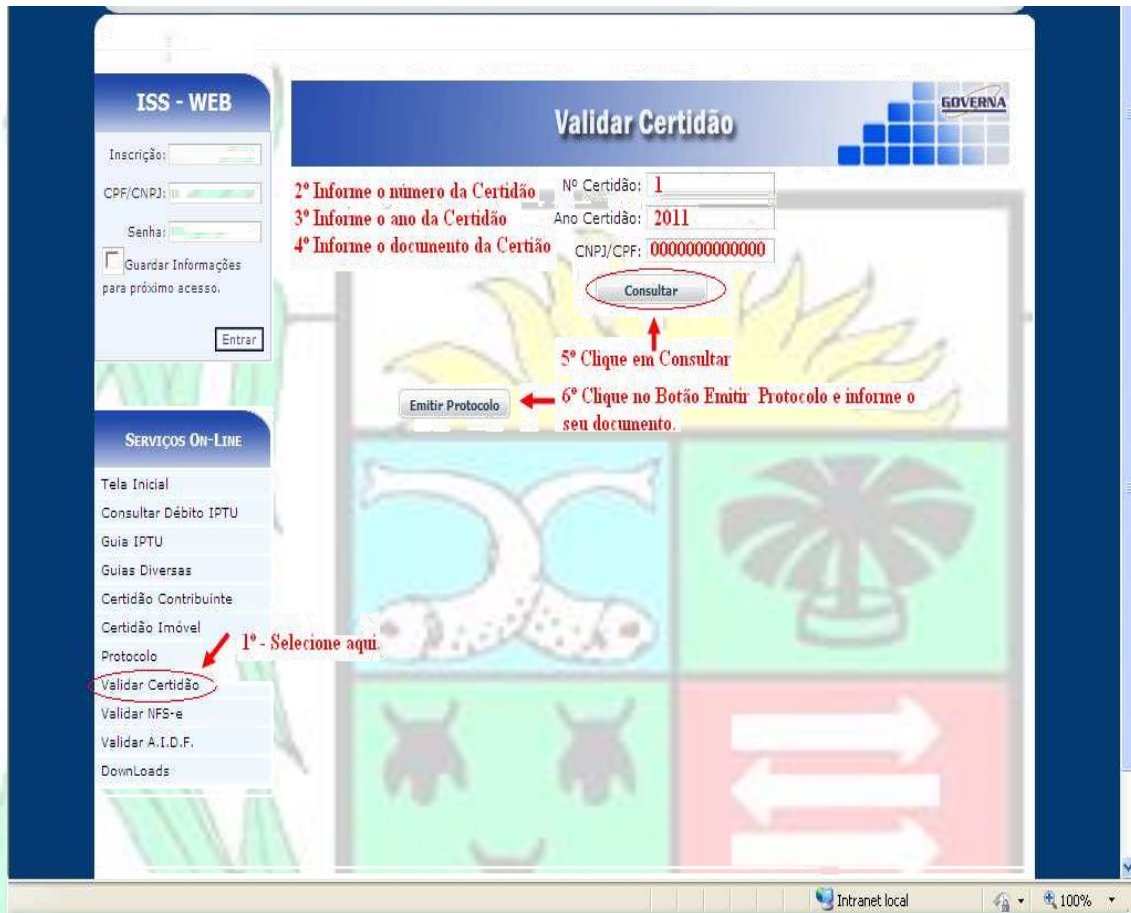 ISS - WEB
Inscrição:
CPF/CNPJ:
Senha:
Guardar Informações
para próximo acesso.
Entrar
Validar Certidão
GOVERNA
2º Informe o número da Certidão Nº Certidão: 1
3º Informe o ano da Certidão Ano Certidão: 2011
4º Informe o documento da Certião CNPJ/CPF: 0000000000000
Consultar
5º Clique em Consultar
Emitir Protocolo
6º Clique no Botão Emitir Protocolo e informe o
seu documento.
SERVIÇOS ON-LINE
Tela Inicial
Consultar Débito IPTU
Guia IPTU
Guias Diversas
Certidão Contribuinte
Certidão Imóvel
1º - Selecione aqui.
Protocolo
Validar Certidão
Validar NFS-e
Validar A.I.D.F.
DownLoads
Intranet local
100%